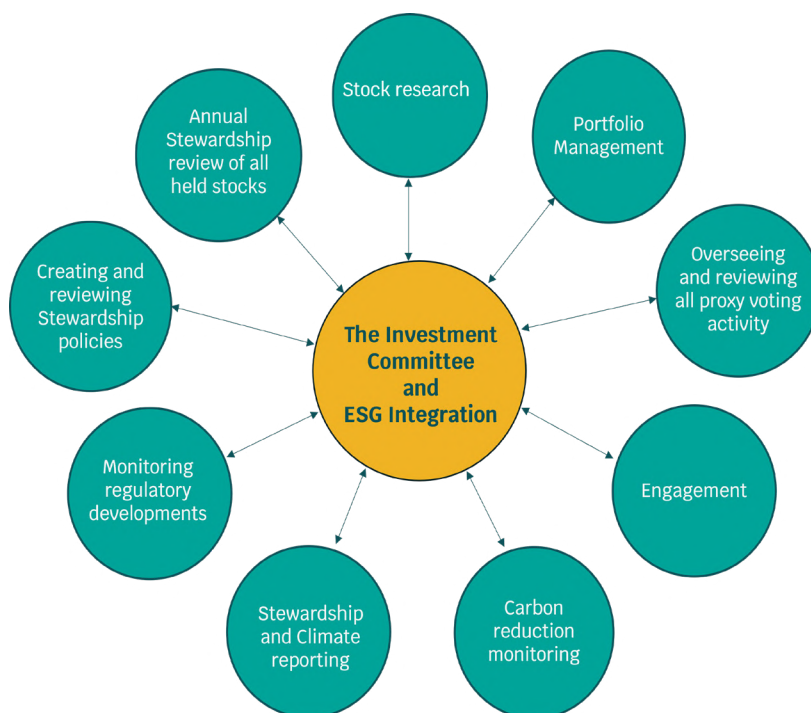 Stock research
Portfolio
Management
Overseeing
and reviewing
all proxy voting
activity
Engagement
Carbon
reduction
monitoring
Stewardship
and Climate
reporting
Monitoring
regulatory
developments
Creating and
reviewing
Stewardship
policies
Annual
Stewardship
review of all
held stocks
The Investment
Committee
and
ESG Integration